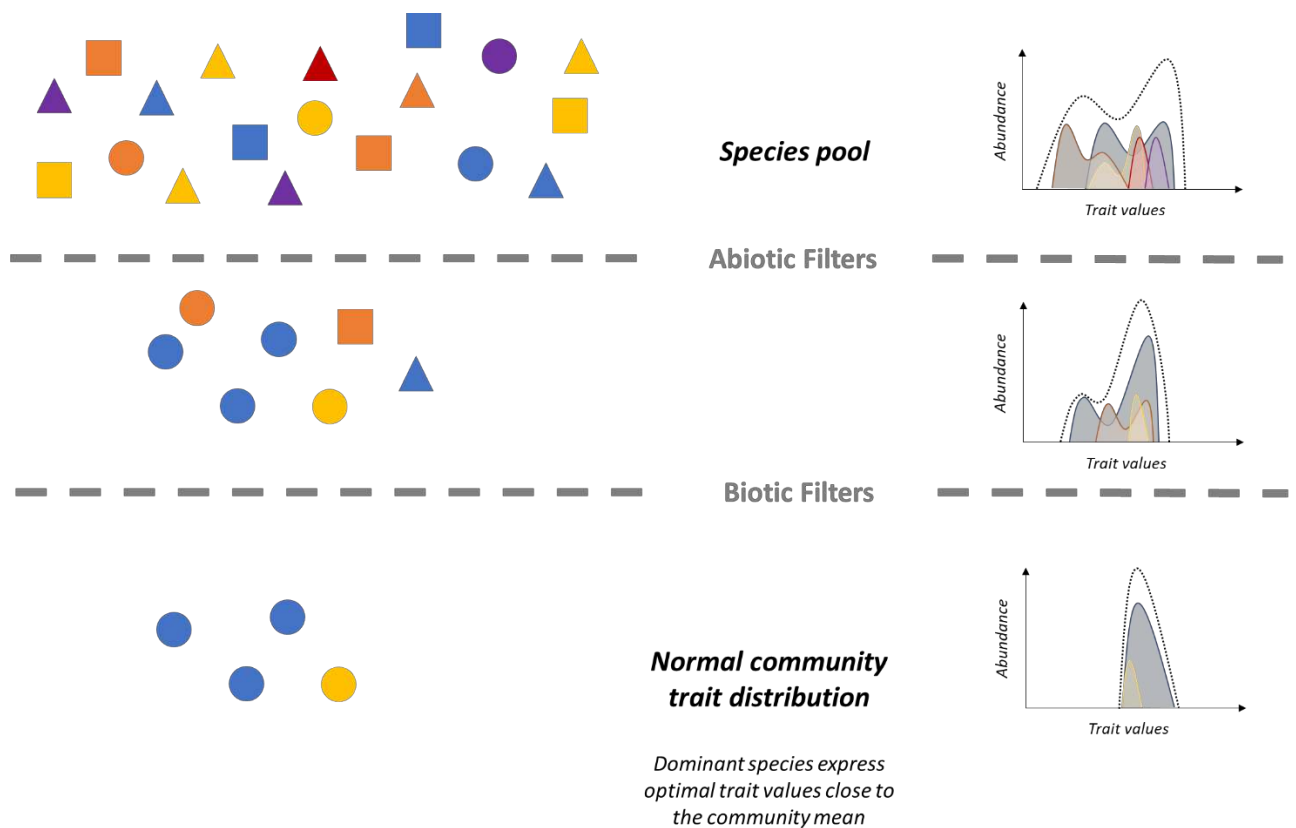 Species pool
Abundance
Trait values
Abiotic Filters
Abundance
Trait values
Biotic Filters
Normal community
trait distribution
Dominant species express
optimal trait values close to
the community mean
Abundance
Trait values